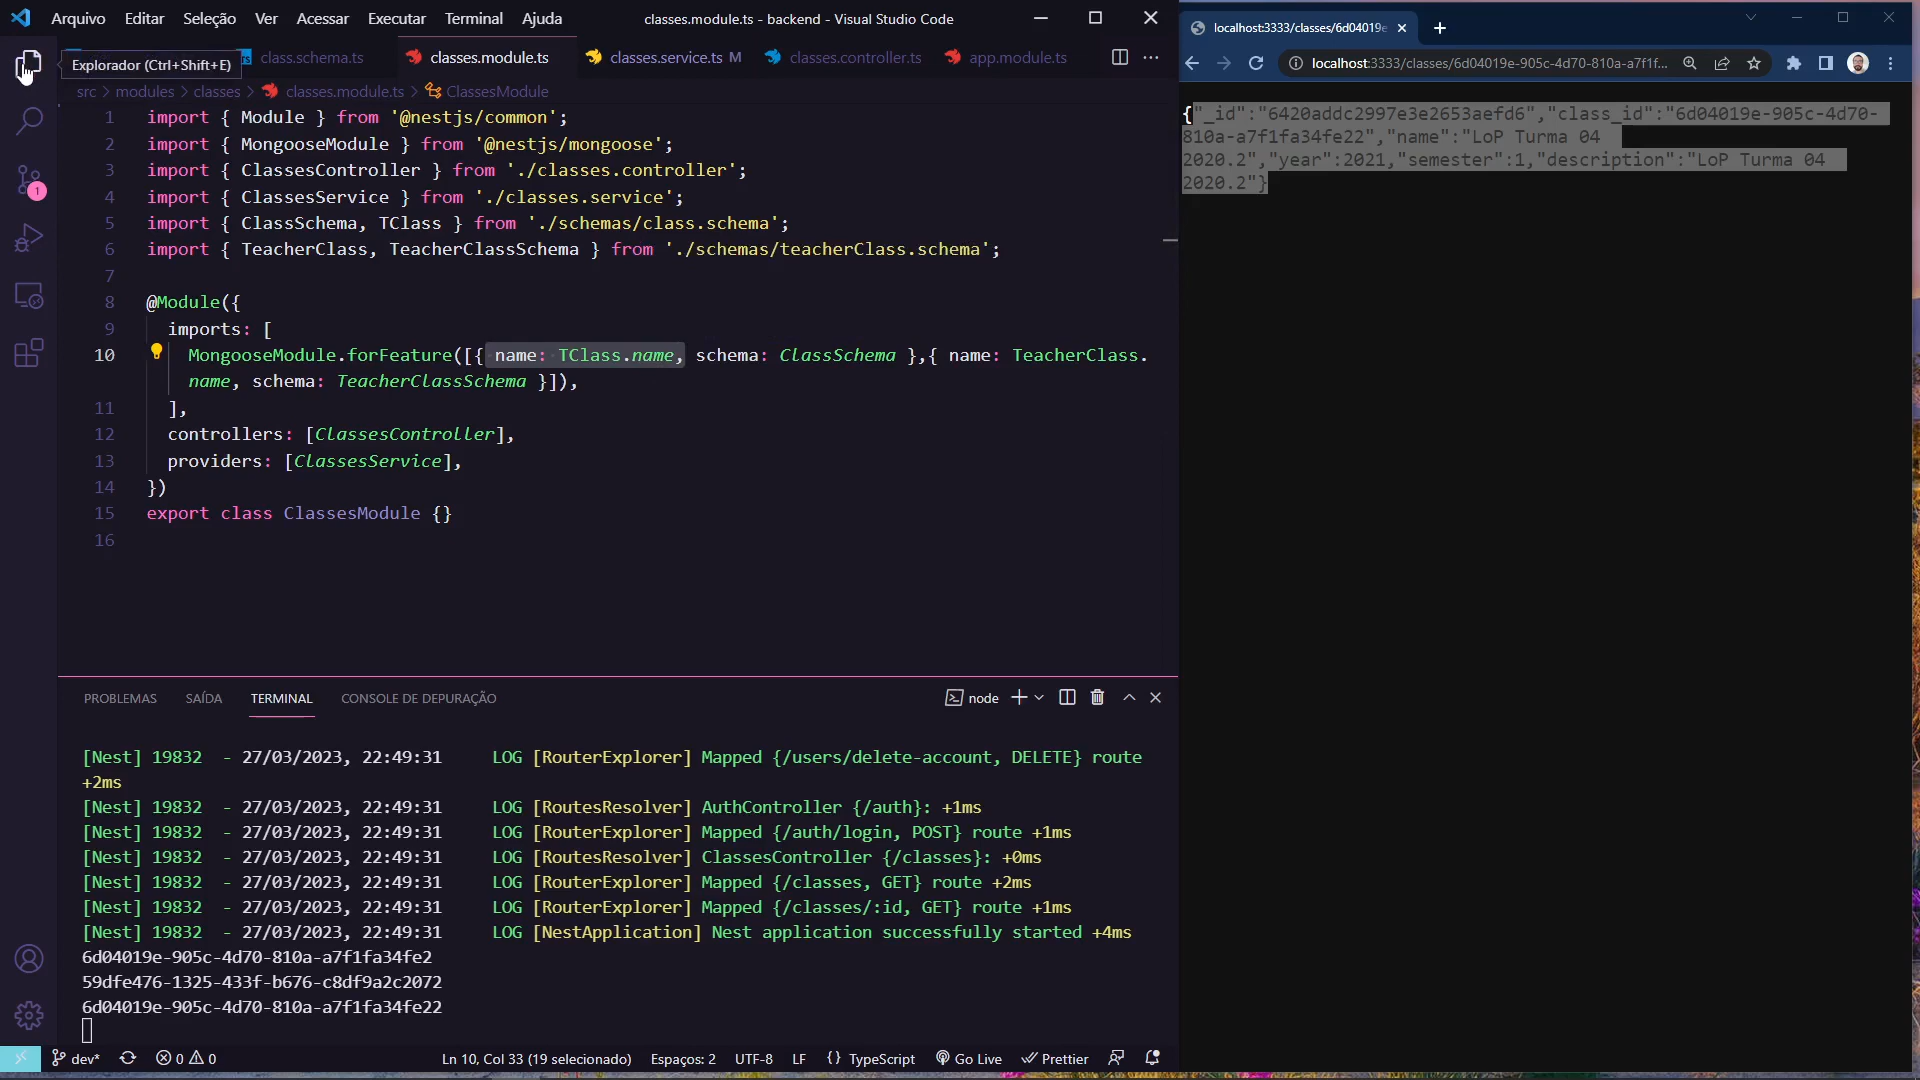 Arquivo Editar Seleção Ver Acessar Executar Terminal Ajuda
classes.module.ts - backend - Visual Studio Code
Explorador (Ctrl+Shift+E)
class.schema.ts classes.module.ts classes.service.ts M classes.controller.ts app.module.ts
src > modules > classes > classes.module.ts > ClassesModule
1 import { Module } from '@nestjs/common';
2 import { MongooseModule } from '@nestjs/mongoose';
3 import { ClassesController } from './classes.controller';
4 import { ClassesService } from './classes.service';
5 import { ClassSchema, TClass } from './schemas/class.schema';
6 import { TeacherClass, TeacherClassSchema } from './schemas/teacherClass.schema';
7
8 @Module({
9 imports: [
10 MongooseModule.forFeature([{ name: TClass.name, schema: ClassSchema },{ name: TeacherClass.
name, schema: TeacherClassSchema }]),
11 ],
12 controllers: [ClassesController],
13 providers: [ClassesService],
14 })
15 export class ClassesModule {}
16
1
PROBLEMAS SAÍDA TERMINAL CONSOLE DE DEPURAÇÃO
node
[Nest] 19832 - 27/03/2023, 22:49:31 LOG [RouterExplorer] Mapped {/users/delete-account, DELETE} route
+2ms
[Nest] 19832 - 27/03/2023, 22:49:31 LOG [RoutesResolver] AuthController {/auth}: +1ms
[Nest] 19832 - 27/03/2023, 22:49:31 LOG [RouterExplorer] Mapped {/auth/login, POST} route +1ms
[Nest] 19832 - 27/03/2023, 22:49:31 LOG [RoutesResolver] ClassesController {/classes}: +0ms
[Nest] 19832 - 27/03/2023, 22:49:31 LOG [RouterExplorer] Mapped {/classes, GET} route +2ms
[Nest] 19832 - 27/03/2023, 22:49:31 LOG [RouterExplorer] Mapped {/classes/:id, GET} route +1ms
[Nest] 19832 - 27/03/2023, 22:49:31 LOG [NestApplication] Nest application successfully started +4ms
6d04019e-905c-4d70-810a-a7f1fa34fe2
59dfe476-1325-433f-b676-c8df9a2c2072
6d04019e-905c-4d70-810a-a7f1fa34fe22
dev* 0 0 Ln 10, Col 33 (19 selecionado) Espaços: 2 UTF-8 LF {} TypeScript Go Live Prettier
localhost:3333/classes/6d04019e
localhost:3333/classes/6d04019e-905c-4d70-810a-a7f1f...
{"_id":"6420addc2997e3e2653aefd6","class_id":"6d04019e-905c-4d70-
810a-a7f1fa34fe22","name":"LoP Turma 04
2020.2","year":2021,"semester":1,"description":"LoP Turma 04
2020.2"}